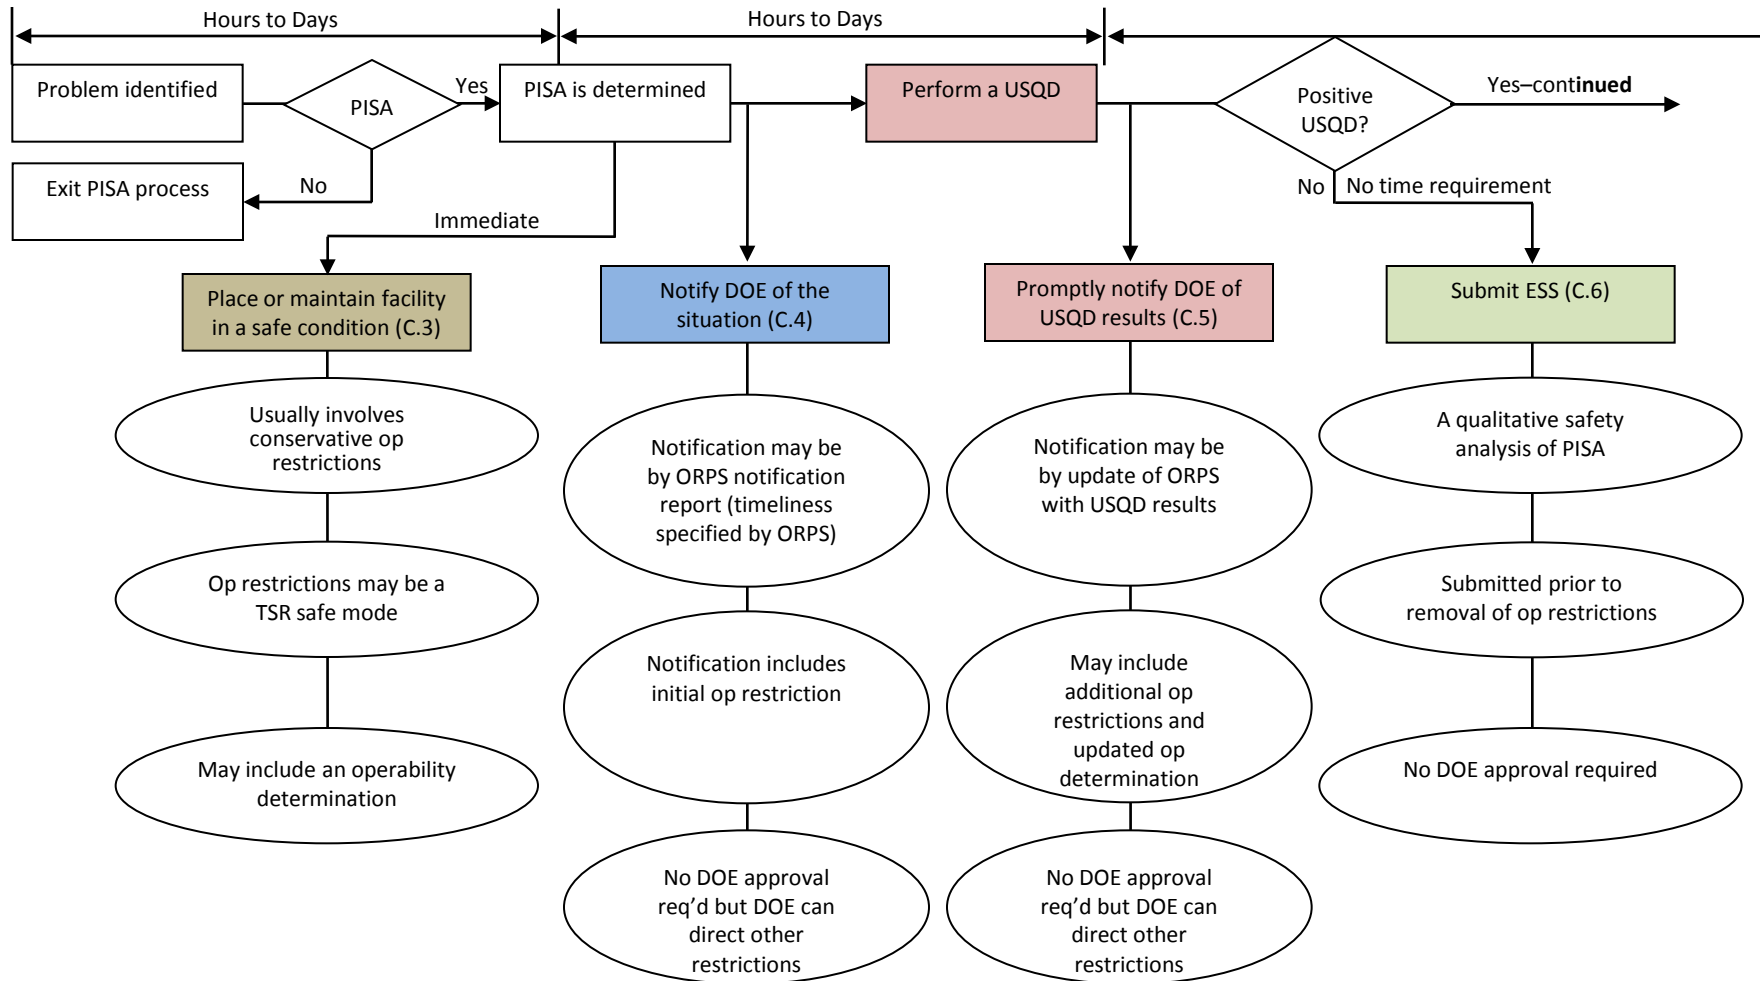 Hours to Days
Hours to Days
Problem identified
PISA
Yes
PISA is determined
Perform a USQD
Positive
USQD?
Yes–continued
Exit PISA process
No
No
No time requirement
Immediate
Place or maintain facility
in a safe condition (C.3)
Notify DOE of the
situation (C.4)
Promptly notify DOE of
USQD results (C.5)
Submit ESS (C.6)
Usually involves
conservative op
restrictions
Op restrictions may be a
TSR safe mode
May include an operability
determination
Notification may be
by ORPS notification
report (timeliness
specified by ORPS)
Notification includes
initial op restriction
No DOE approval
req’d but DOE can
direct other
restrictions
Notification may be
by update of ORPS
with USQD results
May include
additional op
restrictions and
updated op
determination
No DOE approval
req’d but DOE can
direct other
restrictions
A qualitative safety
analysis of PISA
Submitted prior to
removal of op restrictions
No DOE approval required